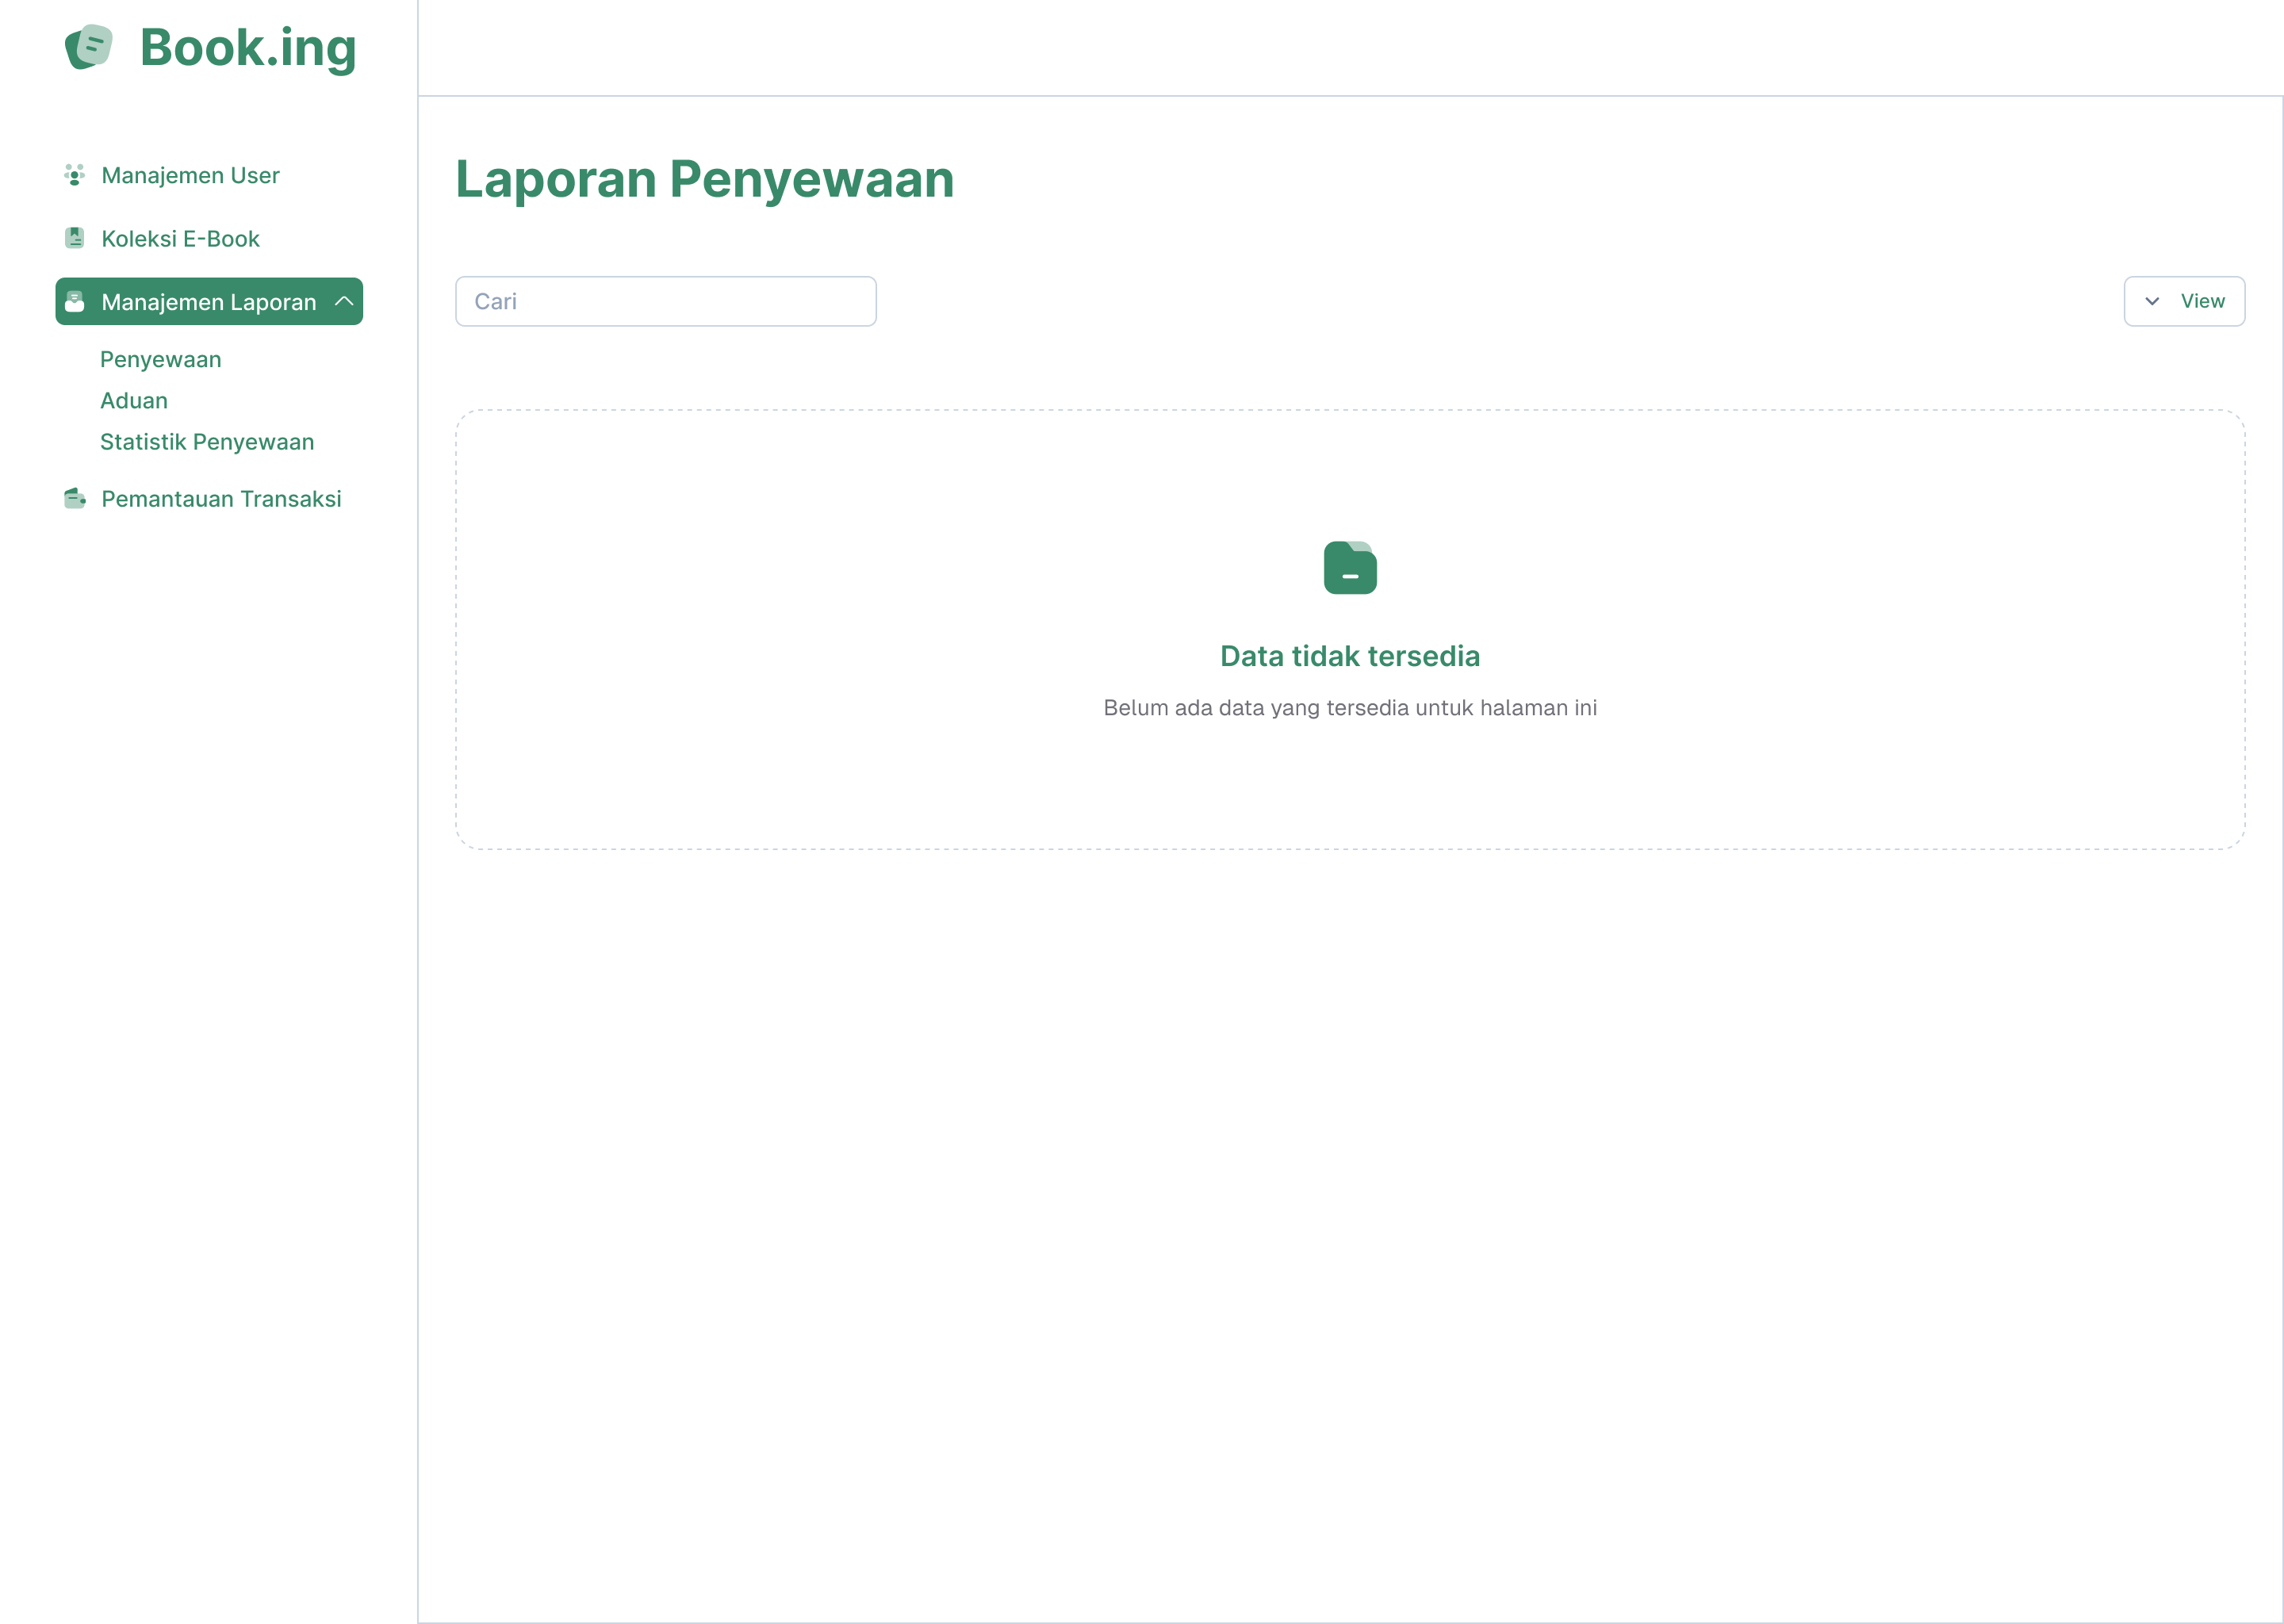 Book.ing
Manajemen User
Koleksi E-Book
Manajemen Laporan
Penyewaan
Aduan
Statistik Penyewaan
Pemantauan Transaksi
Laporan Penyewaan
Cari
View
Data tidak tersedia
Belum ada data yang tersedia untuk halaman ini